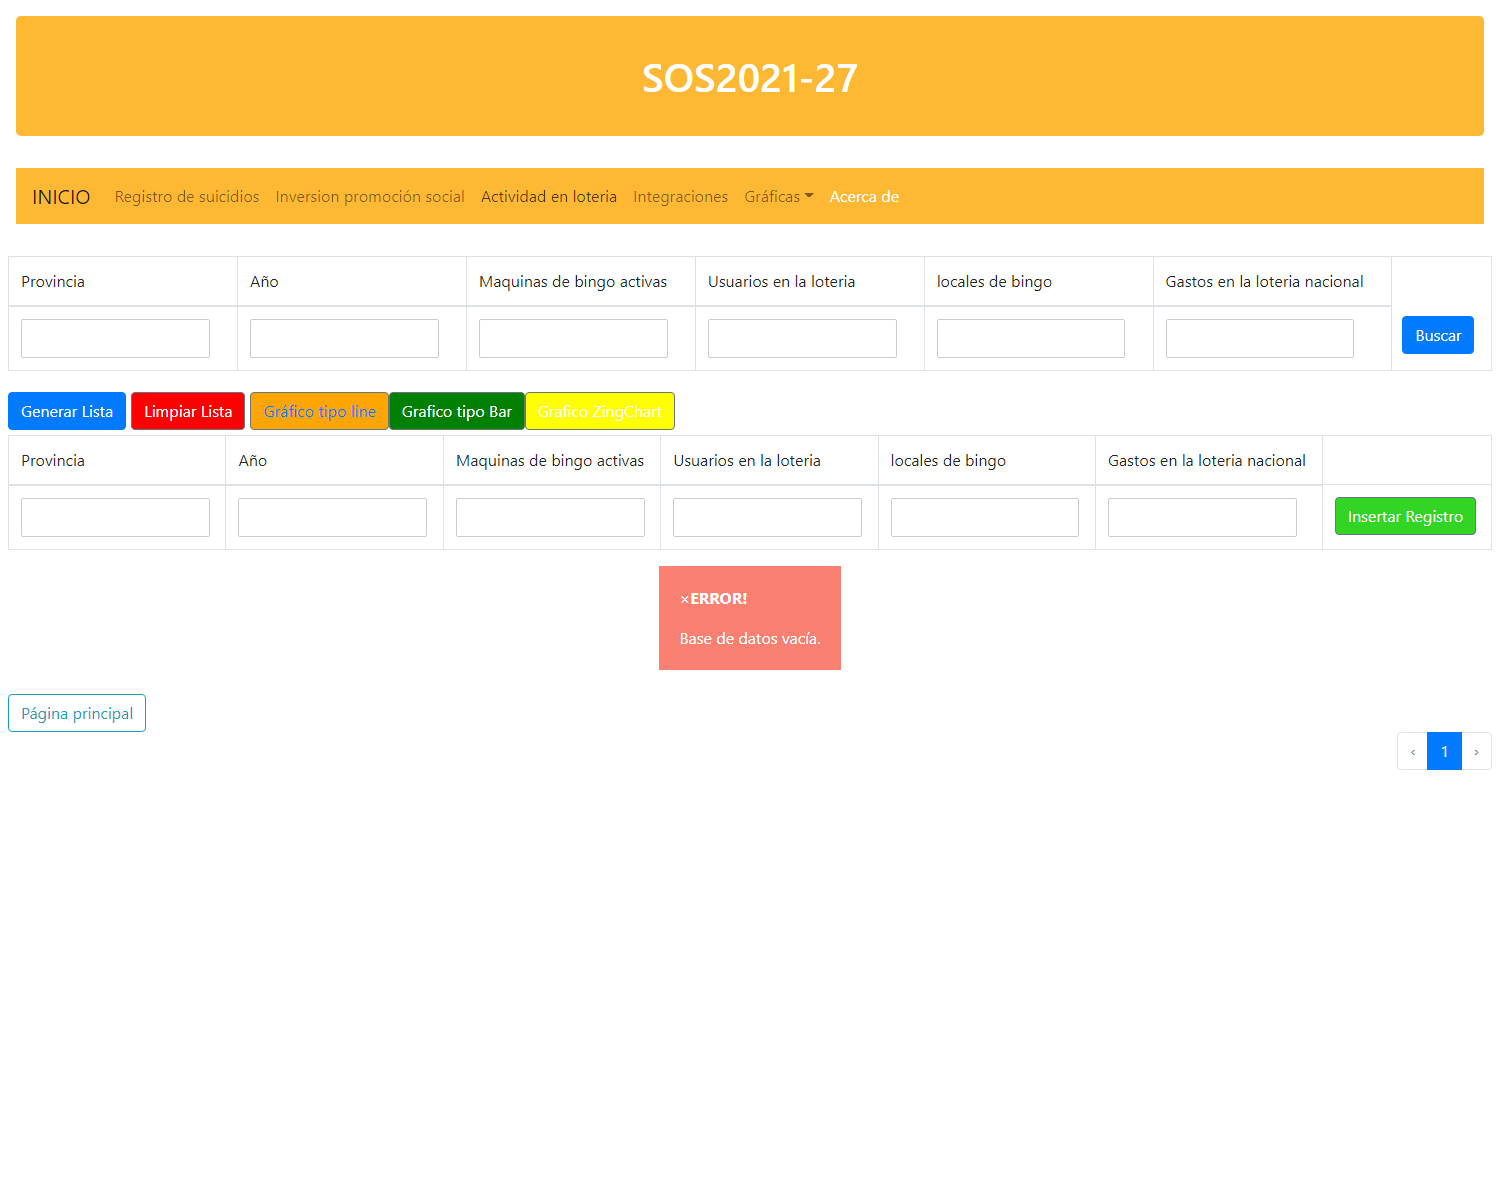 SOS2021-27
INICIO Registro de suicidios Inversion promoción social Actividad en loteria Integraciones Gráficas Acerca de
Provincia Año Maquinas de bingo activas Usuarios en la loteria locales de bingo Gastos en la loteria nacional
Buscar
Generar Lista Limpiar Lista Gráfico tipo line Grafico tipo Bar Grafico ZingChart
Provincia Año Maquinas de bingo activas Usuarios en la loteria locales de bingo Gastos en la loteria nacional
Insertar Registro
×ERROR!
Base de datos vacía.
Página principal
‹ 1 ›